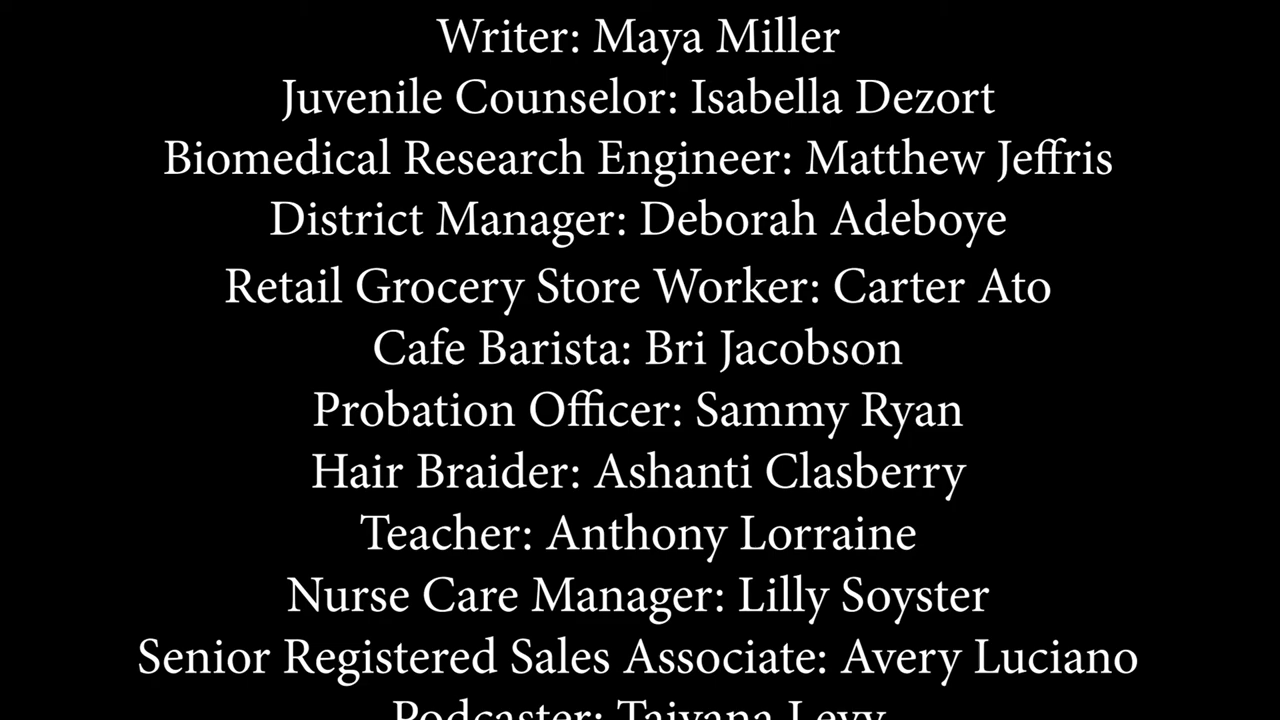 Writer: Maya Miller
Juvenile Counselor: Isabella Dezort
Biomedical Research Engineer: Matthew Jeffris
District Manager: Deborah Adeboye
Retail Grocery Store Worker: Carter Ato
Cafe Barista: Bri Jacobson
Probation Officer: Sammy Ryan
Hair Braider: Ashanti Clasberry
Teacher: Anthony Lorraine
Nurse Care Manager: Lilly Soyster
Senior Registered Sales Associate: Avery Luciano
Podcaster: